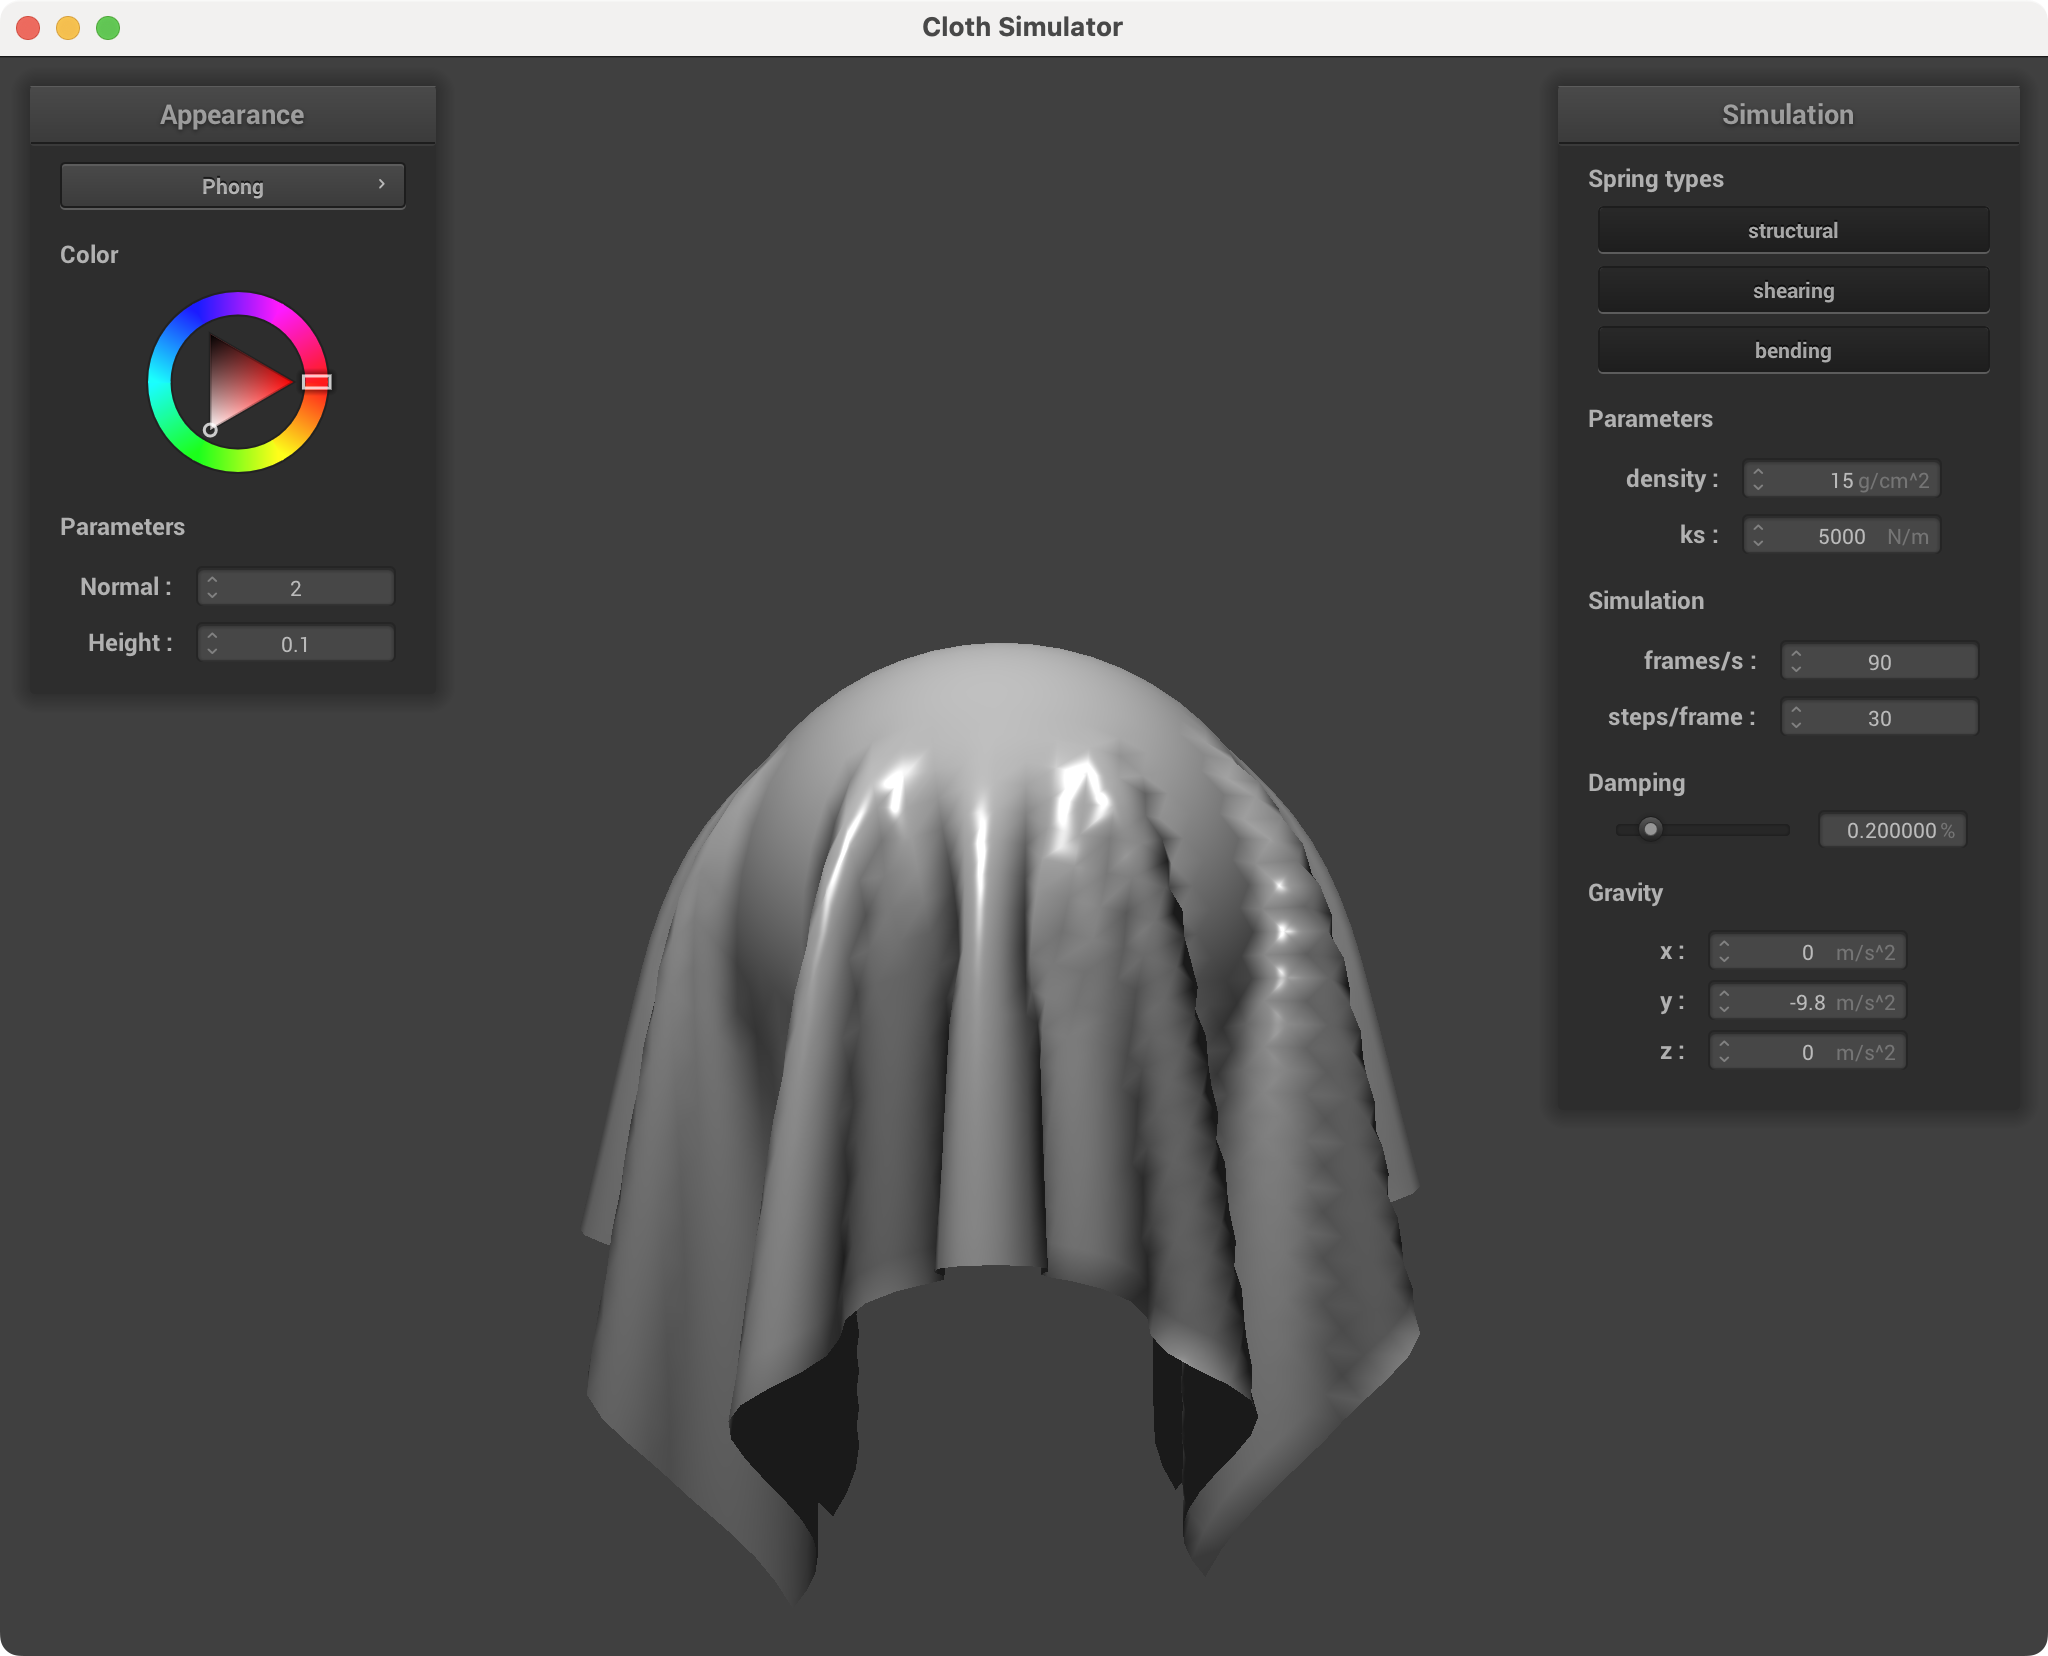 Cloth Simulator
Appearance
Phong
Color
Parameters
Normal : 2
Height : 0.1
Simulation
Spring types
structural
shearing
bending
Parameters
density : 15 g/cm^2
ks : 5000 N/m
Simulation
frames/s : 90
steps/frame : 30
Damping
0.200000 %
Gravity
x : 0 m/s^2
y : -9.8 m/s^2
z : 0 m/s^2